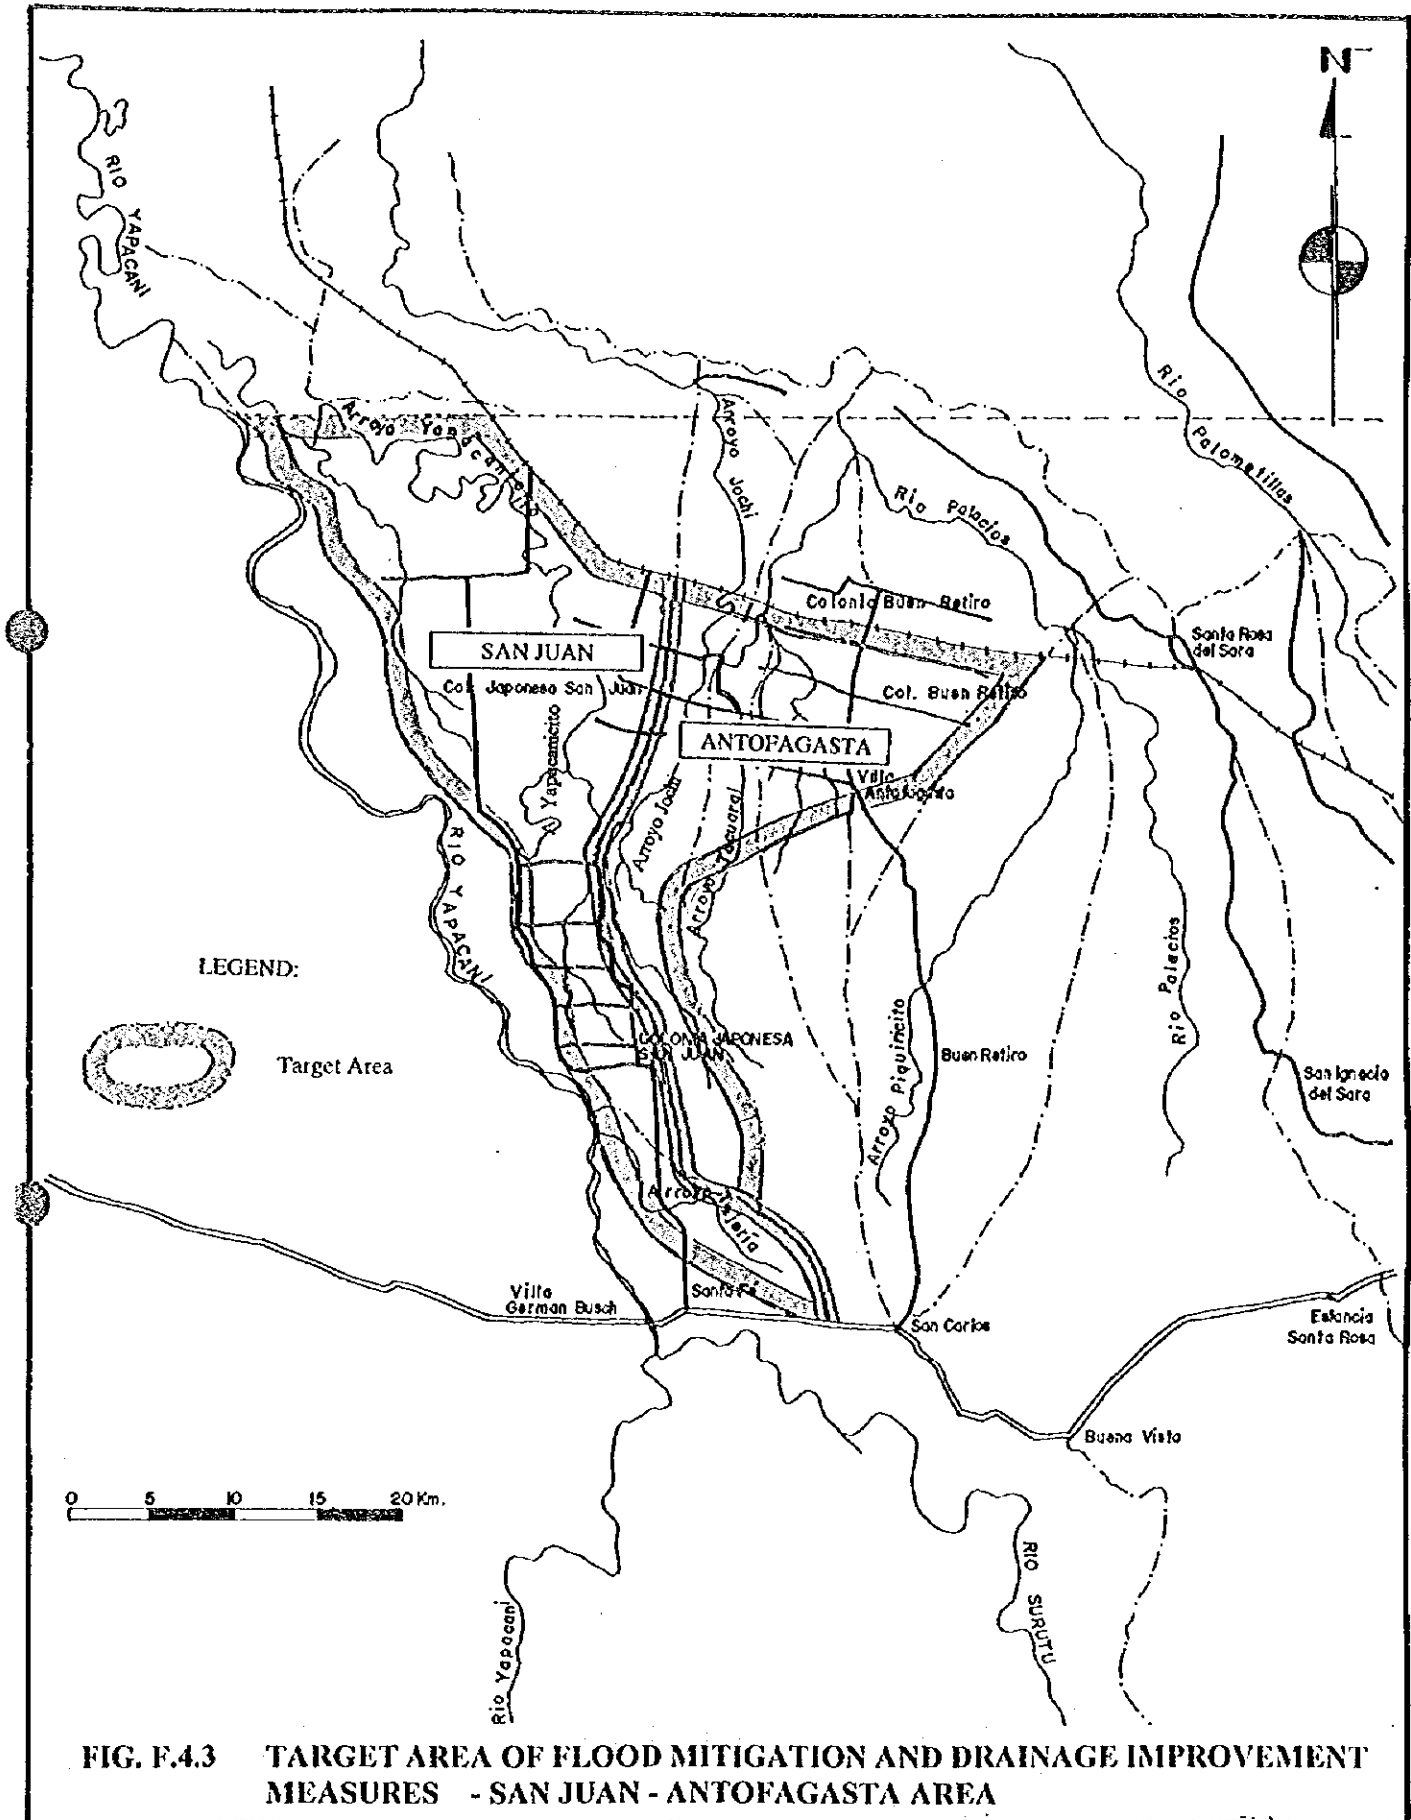 N
RIO YAPACANI
Arroyo Yapacanicito
Arroyo Jochi
Rio Palometillas
Rio Palacios
Colonia Buen Retiro
Santa Rosa
del Sara
SAN JUAN
Col. Japonesa San Juan
Col. Buen Retiro
ANTOFAGASTA
Yapacanicito
Villa
Antofagasta
Arroyo Jochi
Arroyo Tacuaral
RIO YAPACANI
LEGEND:
Target Area
COLONIA JAPONESA
SAN JUAN
Arroyo Piquiricito
Buen Retiro
Rio Palacios
San Ignacio
del Sara
Arroyo
Villa
German Busch
Santa Fé
San Carlos
Estancia
Santa Rosa
Buena Vista
0 5 10 15 20 Km.
Rio Yapacani
RIO SURUTU
FIG. F.4.3 TARGET AREA OF FLOOD MITIGATION AND DRAINAGE IMPROVEMENT
MEASURES - SAN JUAN - ANTOFAGASTA AREA